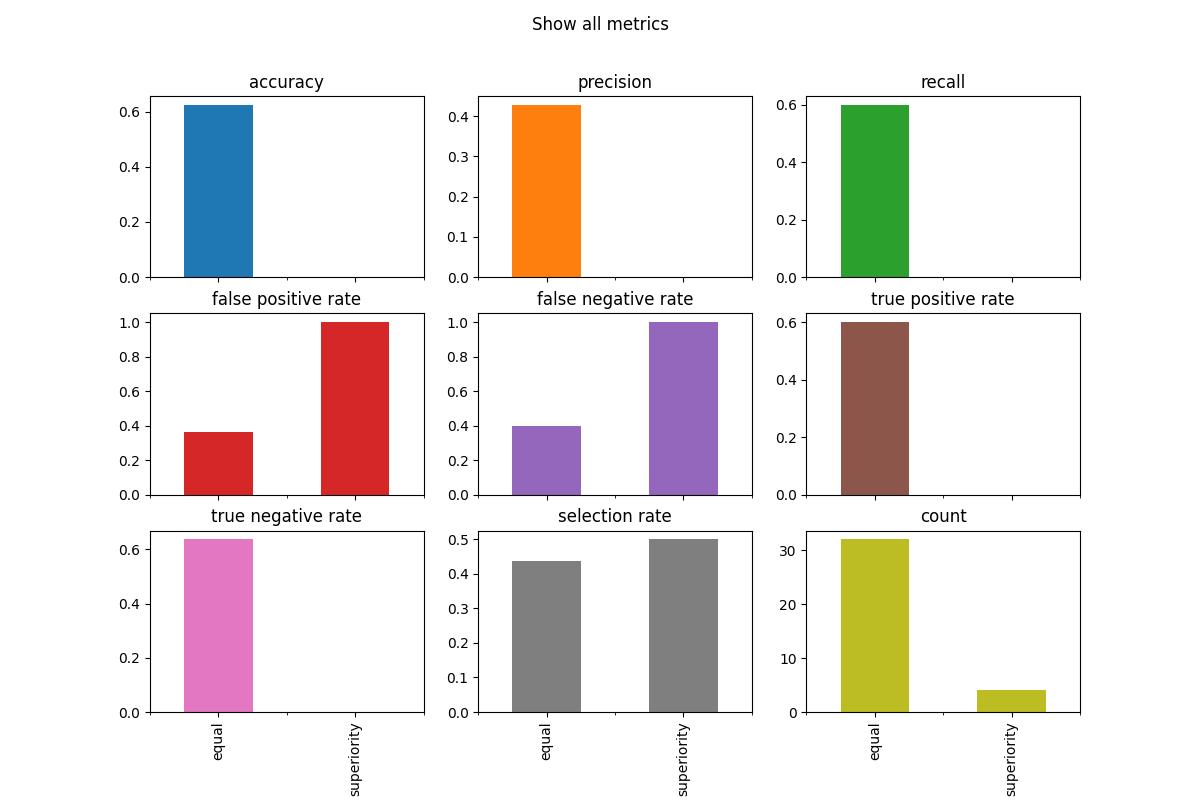 Show all metrics
accuracy
precision
recall
0.6
0.4
0.2
0.0
0.4
0.3
0.2
0.1
0.0
0.6
0.4
0.2
0.0
false positive rate
false negative rate
true positive rate
1.0
0.8
0.6
0.4
0.2
0.0
1.0
0.8
0.6
0.4
0.2
0.0
0.6
0.4
0.2
0.0
true negative rate
selection rate
count
0.6
0.4
0.2
0.0
0.5
0.4
0.3
0.2
0.1
0.0
30
20
10
0
equal
superiority
equal
superiority
equal
superiority